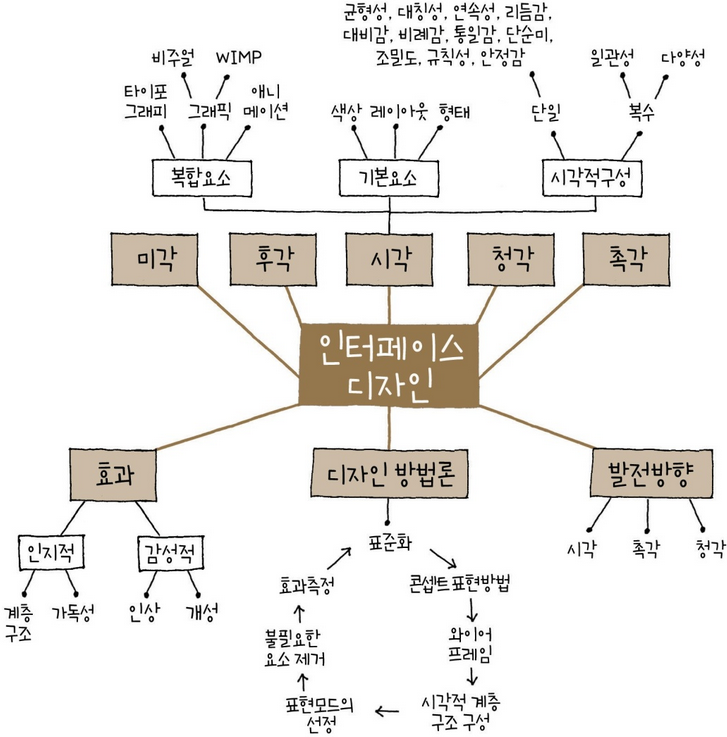 균형성, 대칭성, 연속성, 리듬감,
대비감, 비례감, 통일감, 단순미,
조밀도, 규칙성, 안정감
비주얼
WIMP
일관성
다양성
타이포
그래피
그래픽
애니
메이션
색상
레이아웃
형태
단일
복수
복합요소
기본요소
시각적구성
미각
후각
시각
청각
촉각
인터페이스
디자인
효과
디자인 방법론
발전방향
인지적
감성적
계층
구조
가독성
인상
개성
표준화
콘셉트 표현방법
와이어
프레임
시각적 계층
구조 구성
표현모드의
선정
불필요한
요소 제거
효과측정
시각
촉각
청각